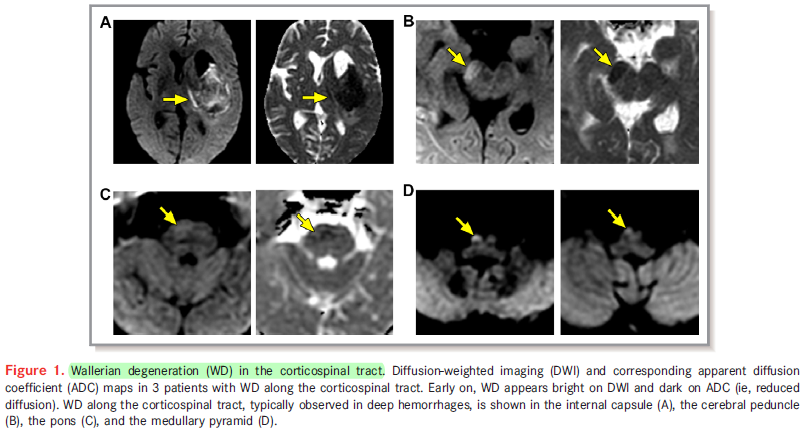 A
B
C
D
Figure 1. Wallerian degeneration (WD) in the corticospinal tract. Diffusion-weighted imaging (DWI) and corresponding apparent diffusion
coefficient (ADC) maps in 3 patients with WD along the corticospinal tract. Early on, WD appears bright on DWI and dark on ADC (ie, reduced
diffusion). WD along the corticospinal tract, typically observed in deep hemorrhages, is shown in the internal capsule (A), the cerebral peduncle
(B), the pons (C), and the medullary pyramid (D).